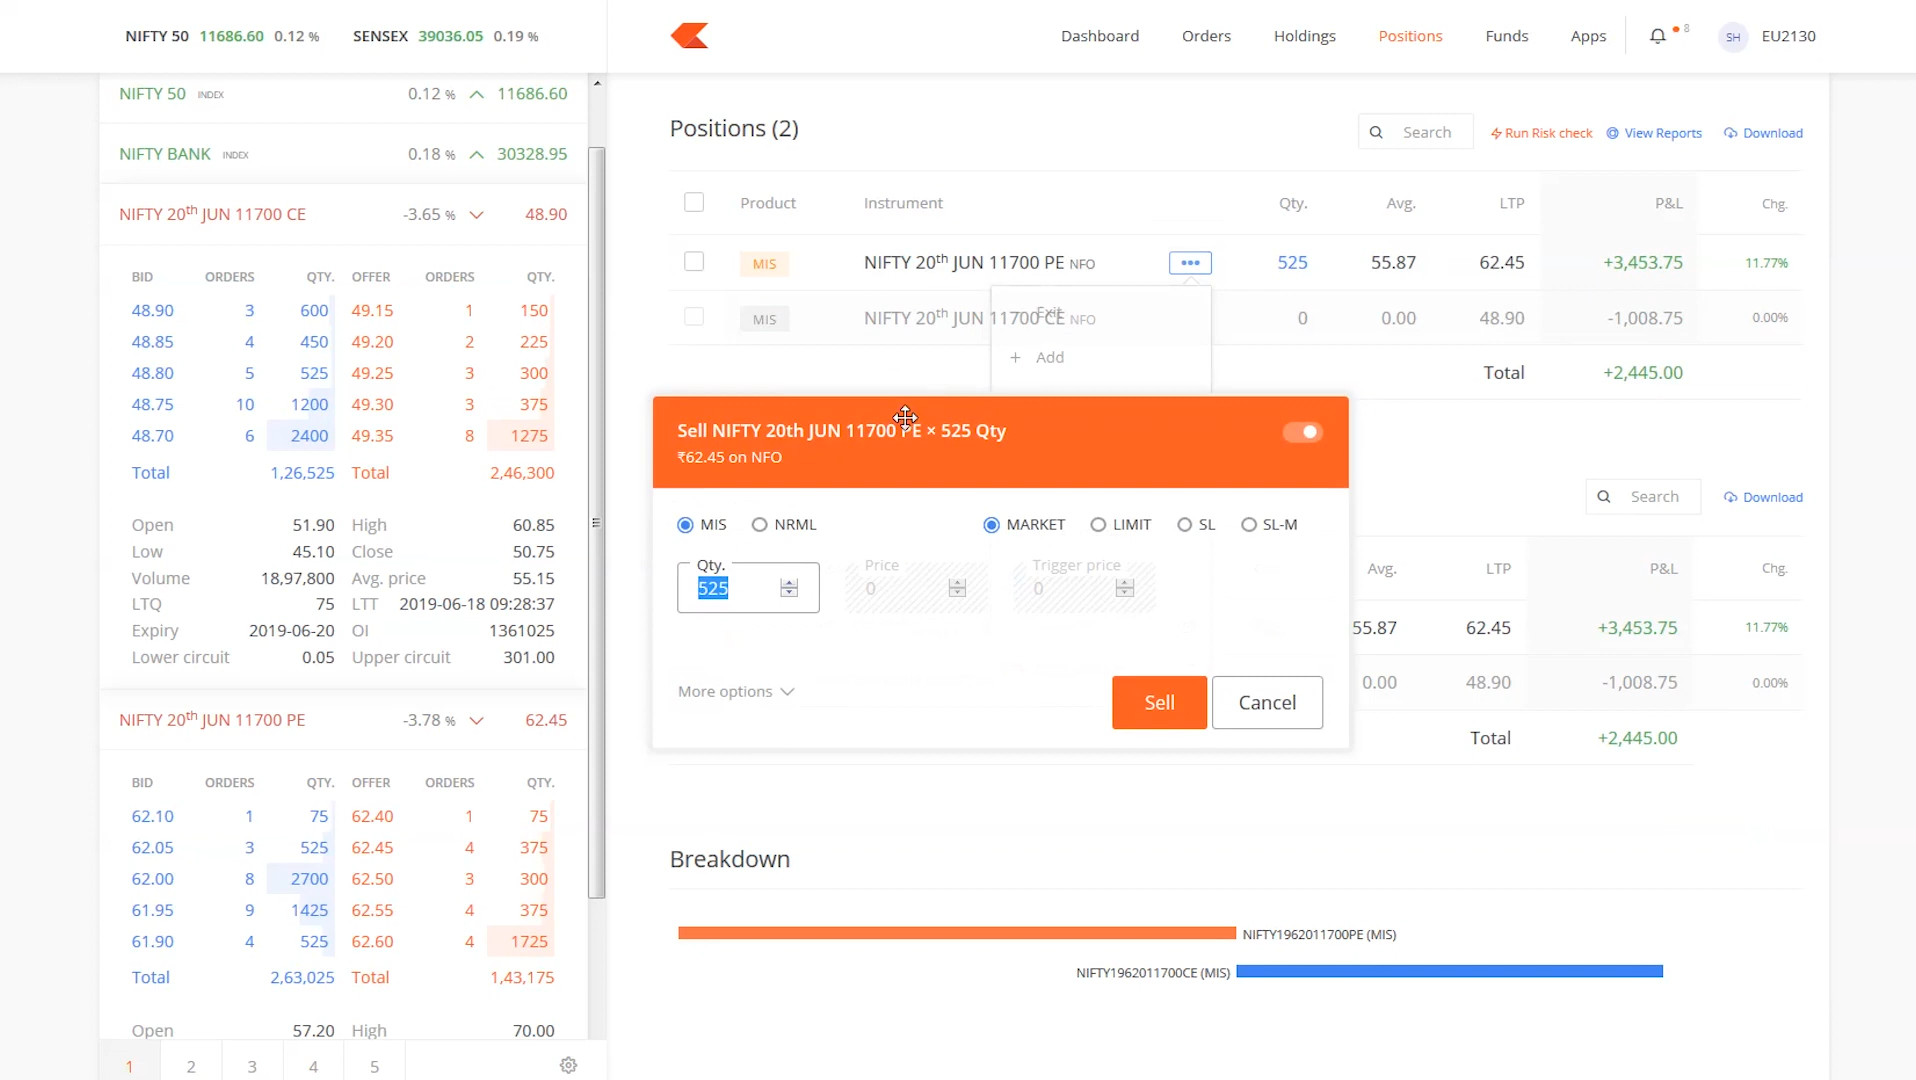 NIFTY 50 11686.60 0.12 % SENSEX 39036.05 0.19 %
Dashboard Orders Holdings Positions Funds Apps 8 SH EU2130
NIFTY 50 INDEX 0.12 % 11686.60
NIFTY BANK INDEX 0.18 % 30328.95
NIFTY 20th JUN 11700 CE -3.65 % 48.90
BID ORDERS QTY. OFFER ORDERS QTY.
48.90 3 600 49.15 1 150
48.85 4 450 49.20 2 225
48.80 5 525 49.25 3 300
48.75 10 1200 49.30 3 375
48.70 6 2400 49.35 8 1275
Total 1,26,525 Total 2,46,300
Open 51.90 High 60.85
Low 45.10 Close 50.75
Volume 18,97,800 Avg. price 55.15
LTQ 75 LTT 2019-06-18 09:28:37
Expiry 2019-06-20 OI 1361025
Lower circuit 0.05 Upper circuit 301.00
NIFTY 20th JUN 11700 PE -3.78 % 62.45
BID ORDERS QTY. OFFER ORDERS QTY.
62.10 1 75 62.40 1 75
62.05 3 525 62.45 4 375
62.00 8 2700 62.50 3 300
61.95 9 1425 62.55 4 375
61.90 4 525 62.60 4 1725
Total 2,63,025 Total 1,43,175
Open 57.20 High 70.00
1 2 3 4 5
Positions (2) Search Run Risk check View Reports Download
Product Instrument Qty. Avg. LTP P&L Chg.
MIS NIFTY 20th JUN 11700 PE NFO ••• 525 55.87 62.45 +3,453.75 11.77%
MIS NIFTY 20th JUN 11700 CE NFO 0 0.00 48.90 -1,008.75 0.00%
Exit
+ Add
Total +2,445.00
Sell NIFTY 20th JUN 11700 PE × 525 Qty
₹62.45 on NFO
MIS NRML MARKET LIMIT SL SL-M
Qty. Price Trigger price
525 0 0
More options Sell Cancel
Search Download
Avg. LTP P&L Chg.
55.87 62.45 +3,453.75 11.77%
0.00 48.90 -1,008.75 0.00%
Total +2,445.00
Breakdown
NIFTY1962011700PE (MIS)
NIFTY1962011700CE (MIS)